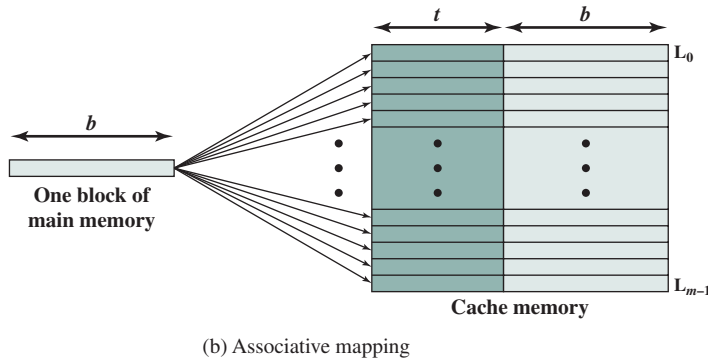 t b
L₀
b
One block of
main memory
Lₘ₋₁
Cache memory
(b) Associative mapping